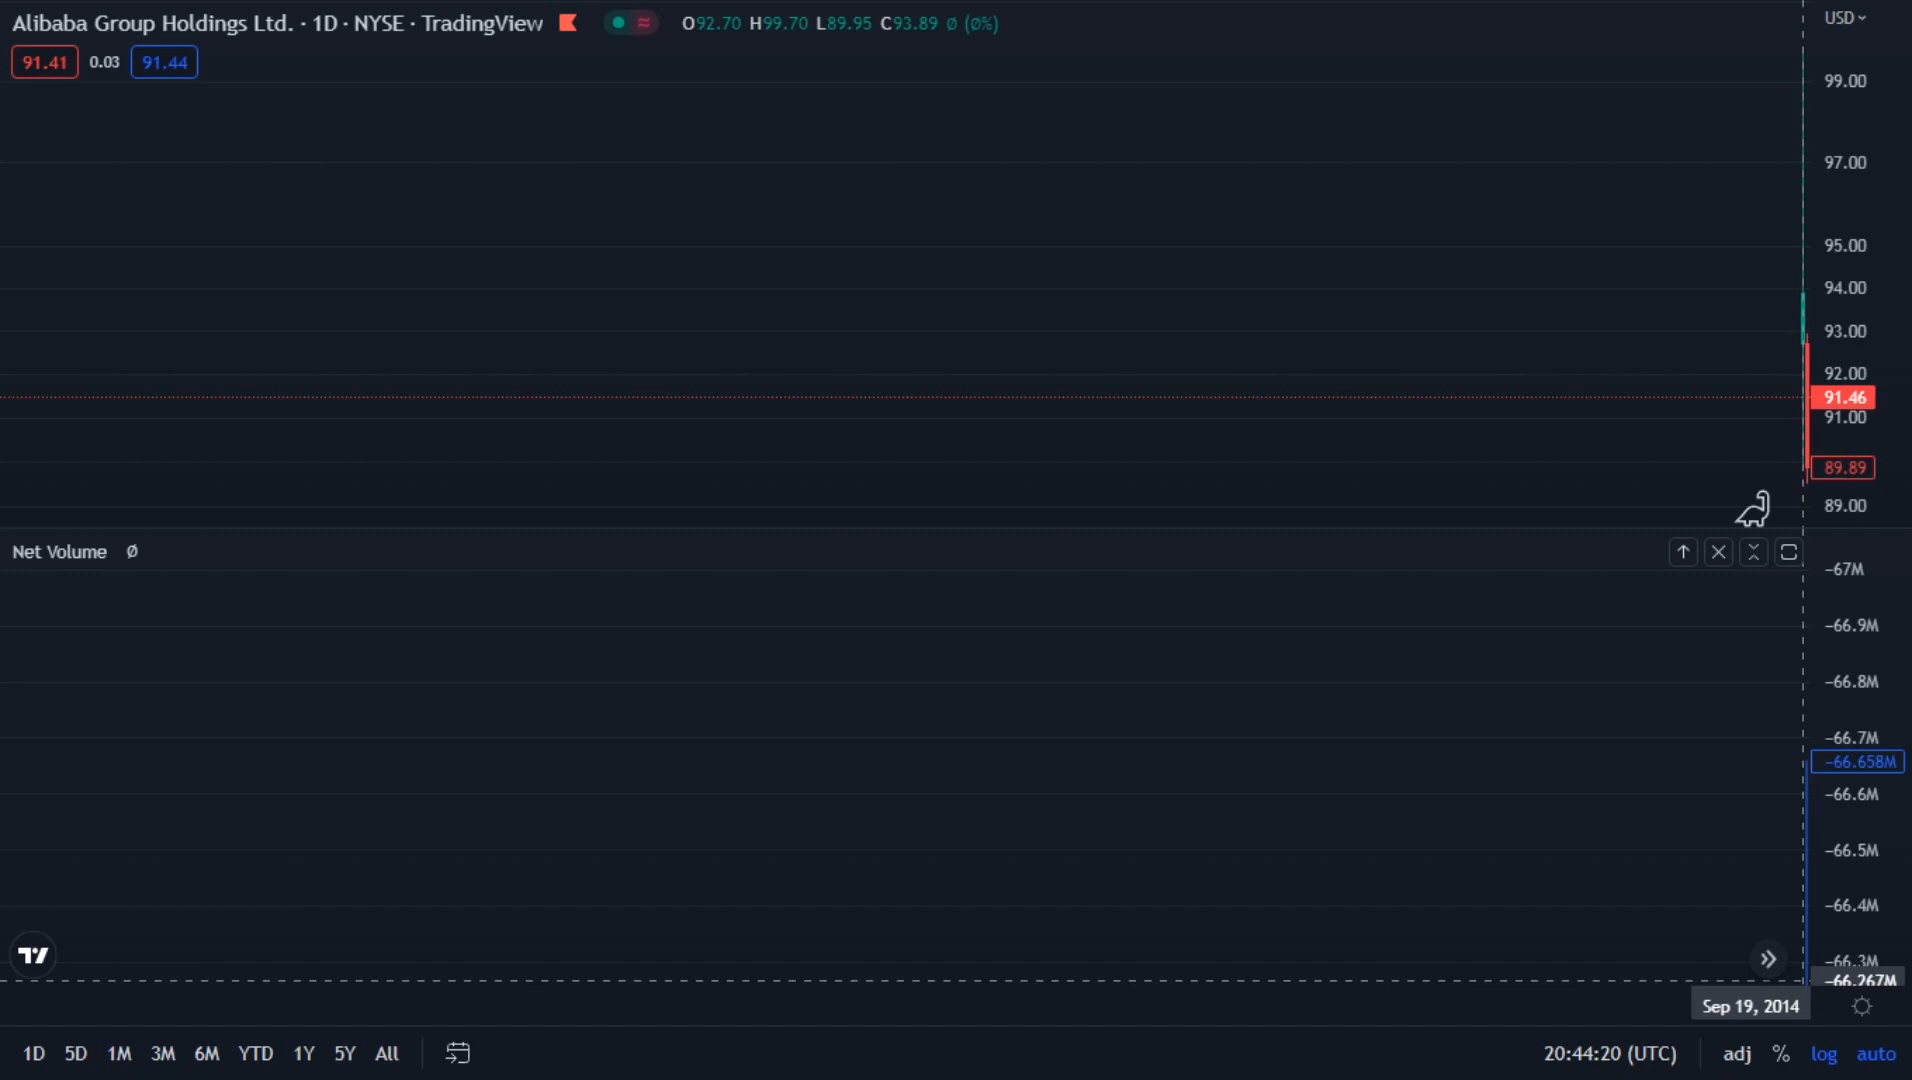 Alibaba Group Holdings Ltd. · 1D · NYSE · TradingView O92.70 H99.70 L89.95 C93.89 ∅ (∅%)
USD
91.41 0.03 91.44
99.00
97.00
95.00
94.00
93.00
92.00
91.46
91.00
89.89
89.00
Net Volume ∅
−67M
−66.9M
−66.8M
−66.7M
−66.658M
−66.6M
−66.5M
−66.4M
−66.3M
−66.267M
Sep 19, 2014
1D 5D 1M 3M 6M YTD 1Y 5Y All 20:44:20 (UTC) adj % log auto